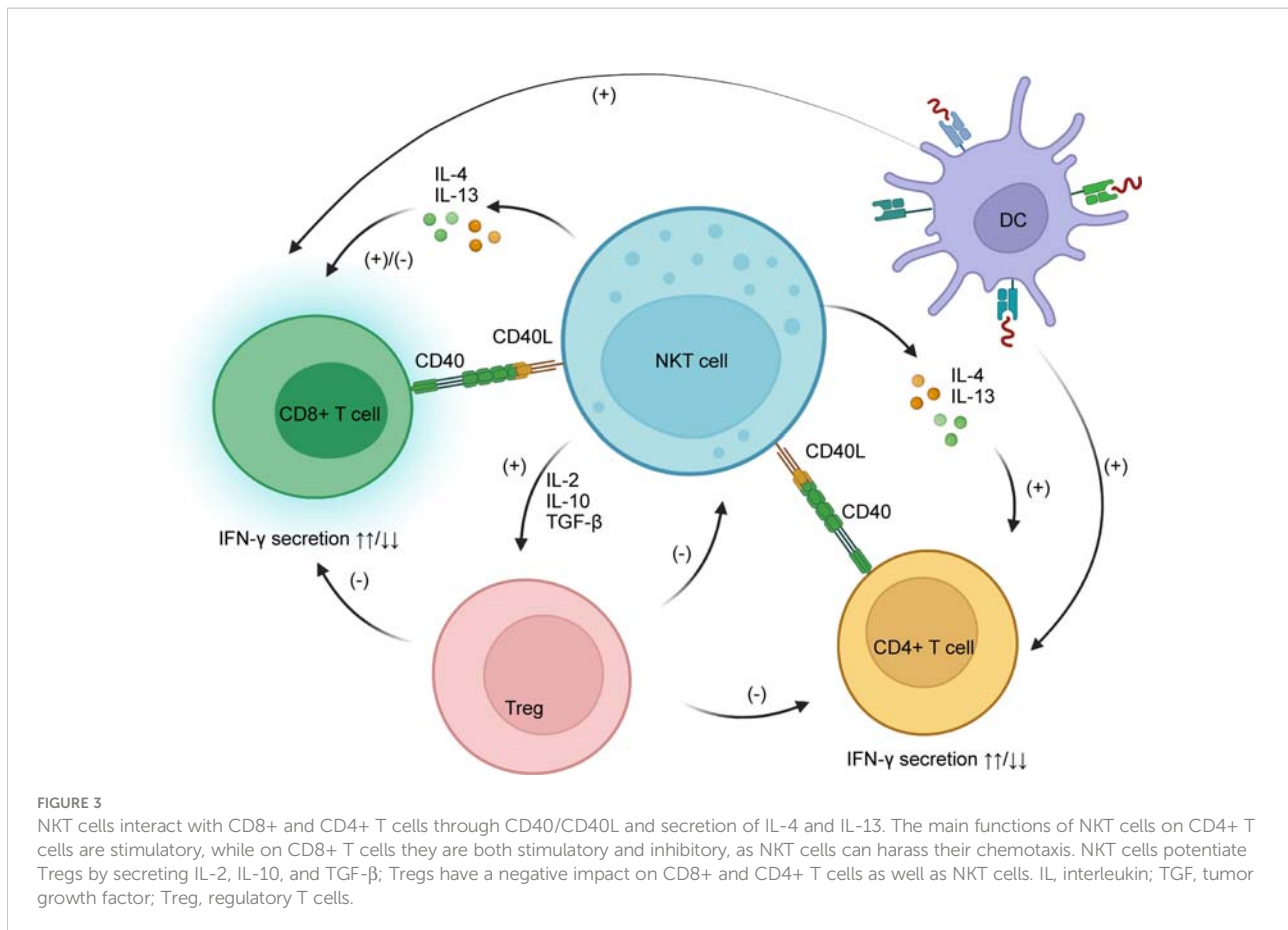 (+)
IL-4
IL-13
(+)/(-)
DC
CD40L
CD40
NKT cell
CD8+ T cell
IL-4
IL-13
CD40L
(+)
IL-2
IL-10
TGF-β
CD40
(+)
(+)
IFN-γ secretion ↑↑/↓↓
(-)
(-)
CD4+ T cell
Treg
(-)
IFN-γ secretion ↑↑/↓↓
FIGURE 3
NKT cells interact with CD8+ and CD4+ T cells through CD40/CD40L and secretion of IL-4 and IL-13. The main functions of NKT cells on CD4+ T
cells are stimulatory, while on CD8+ T cells they are both stimulatory and inhibitory, as NKT cells can harass their chemotaxis. NKT cells potentiate
Tregs by secreting IL-2, IL-10, and TGF-β; Tregs have a negative impact on CD8+ and CD4+ T cells as well as NKT cells. IL, interleukin; TGF, tumor
growth factor; Treg, regulatory T cells.